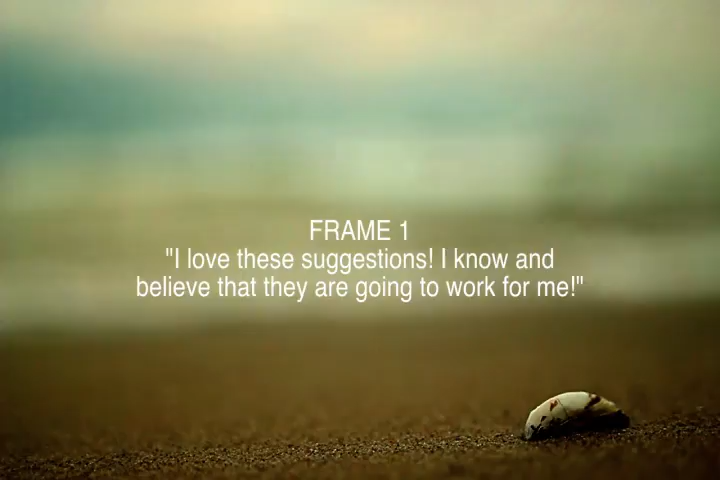 FRAME 1
"I love these suggestions! I know and
believe that they are going to work for me!"